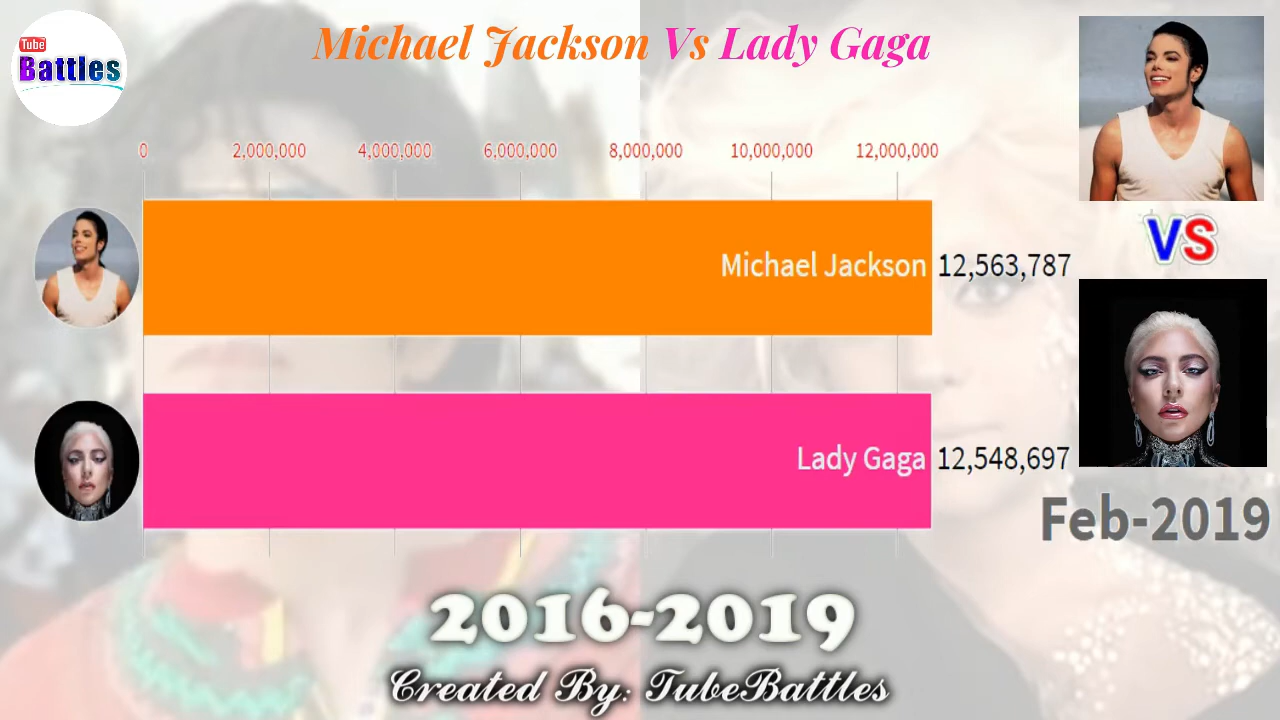 Tube
Battles
Michael Jackson Vs Lady Gaga
0 2,000,000 4,000,000 6,000,000 8,000,000 10,000,000 12,000,000
Michael Jackson 12,563,787
VS
Lady Gaga 12,548,697
Feb-2019
2016-2019
Created By: TubeBattles